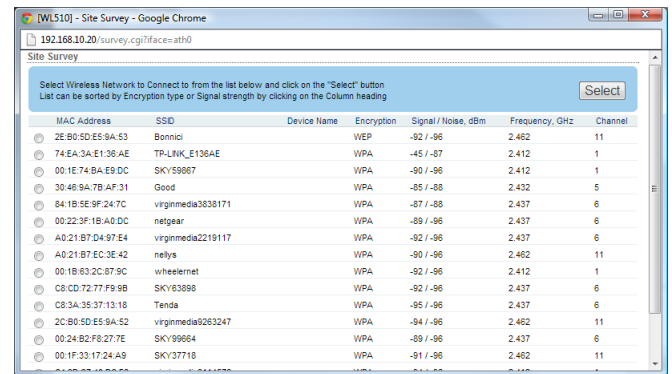 [WL510] - Site Survey - Google Chrome
192.168.10.20/survey.cgi?iface=ath0
Site Survey
Select Wireless Network to Connect to from the list below and click on the "Select" button
List can be sorted by Encryption type or Signal strength by clicking on the Column heading
Select
MAC Address SSID Device Name Encryption Signal / Noise, dBm Frequency, GHz Channel
2E:B0:5D:E5:9A:53 Bonnici WEP -92 / -96 2.462 11
74:EA:3A:E1:36:AE TP-LINK_E136AE WPA -45 / -87 2.412 1
00:1E:74:BA:E9:DC SKY59867 WPA -90 / -96 2.412 1
30:46:9A:7B:AF:31 Good WPA -85 / -88 2.432 5
84:1B:5E:9F:24:7C virginmedia3838171 WPA -87 / -88 2.437 6
00:22:3F:1B:A0:DC netgear WPA -89 / -96 2.437 6
A0:21:B7:D4:97:E4 virginmedia2219117 WPA -92 / -96 2.437 6
A0:21:B7:EC:3E:42 nellys WPA -90 / -96 2.462 11
00:1B:63:2C:87:9C wheelernet WPA -92 / -96 2.412 1
C8:CD:72:77:F9:9B SKY63898 WPA -92 / -96 2.437 6
C8:3A:35:37:13:18 Tenda WPA -95 / -96 2.437 6
2C:B0:5D:E5:9A:52 virginmedia9263247 WPA -94 / -96 2.462 11
00:24:B2:F8:27:7E SKY99664 WPA -89 / -96 2.437 6
00:1F:33:17:24:A9 SKY37718 WPA -91 / -96 2.462 11